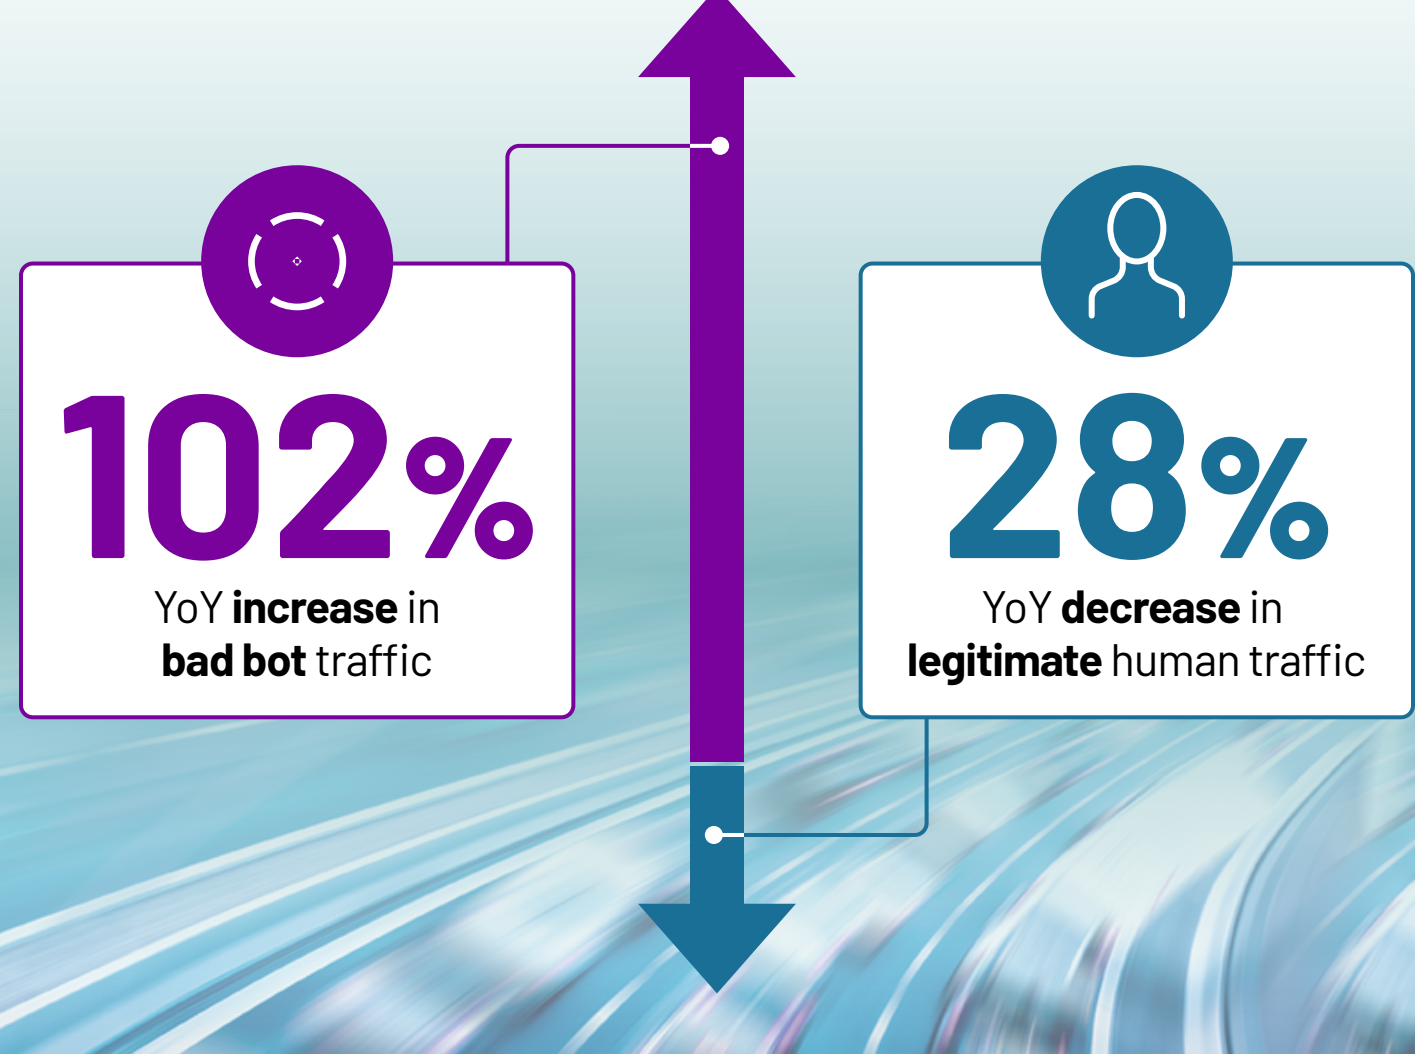 102%
YoY increase in
bad bot traffic
28%
YoY decrease in
legitimate human traffic